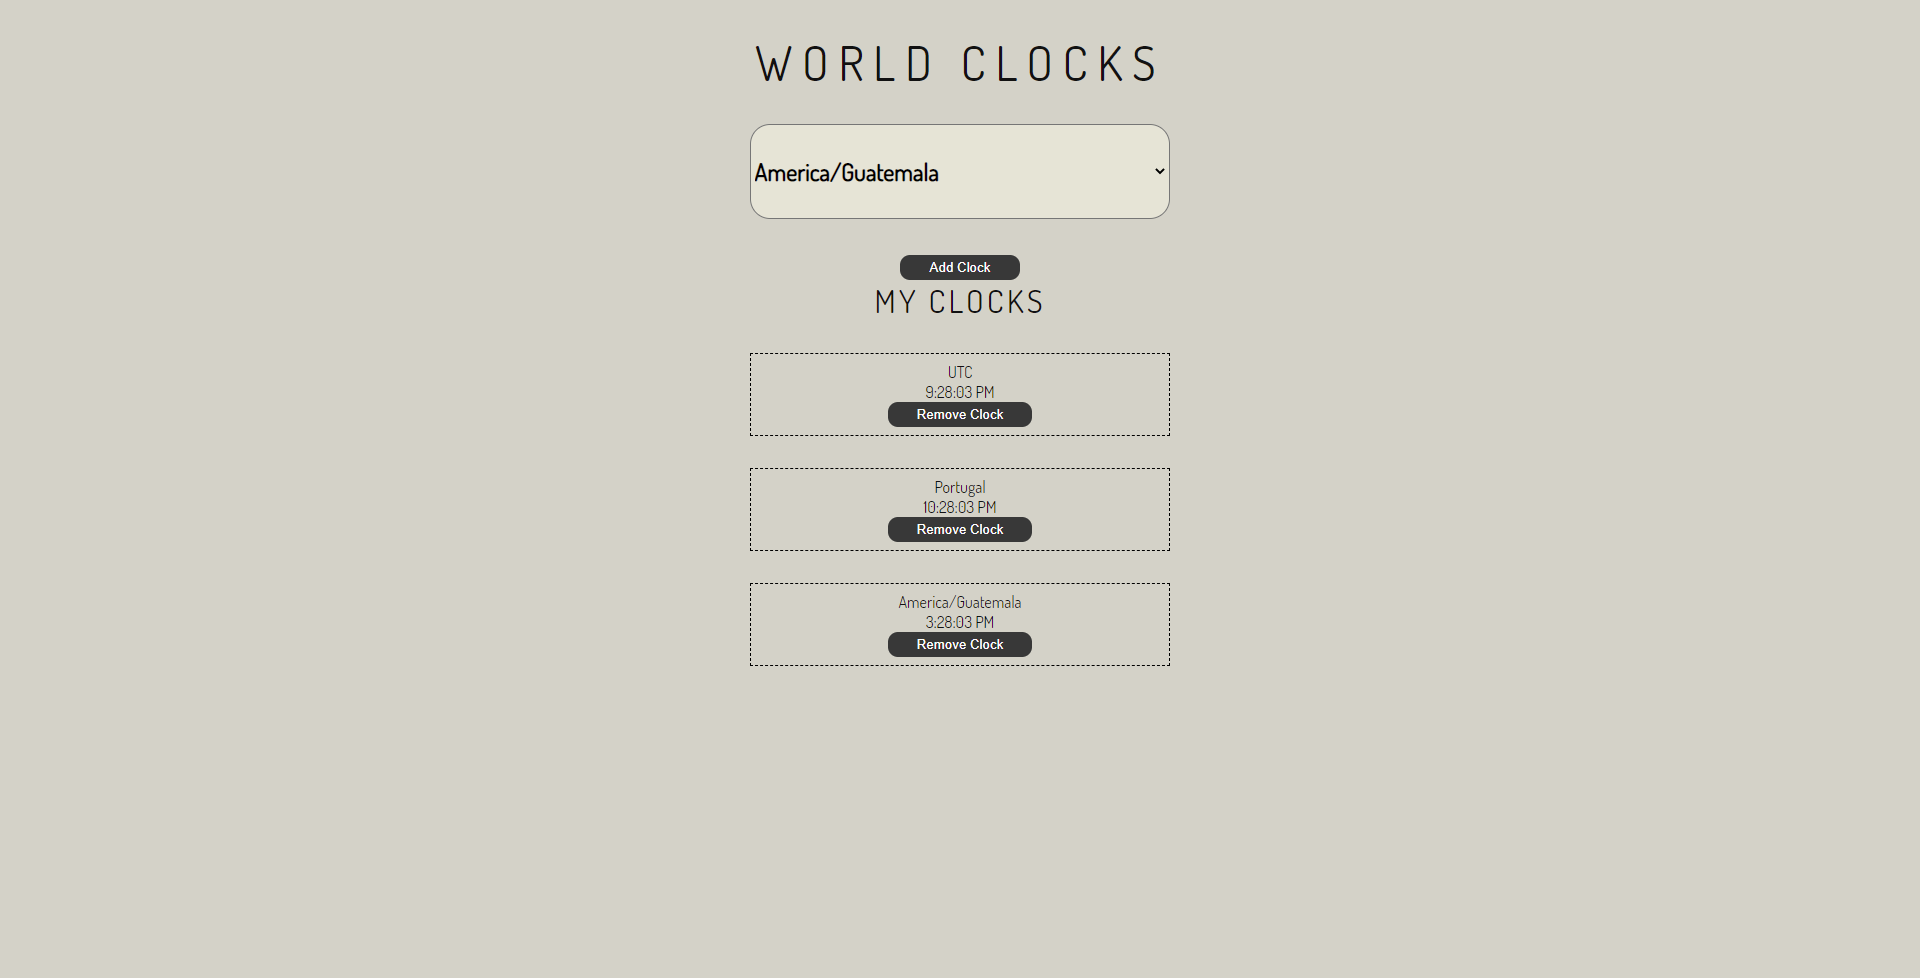 WORLD CLOCKS
America/Guatemala
Add Clock
MY CLOCKS
UTC
9:28:03 PM
Remove Clock
Portugal
10:28:03 PM
Remove Clock
America/Guatemala
3:28:03 PM
Remove Clock